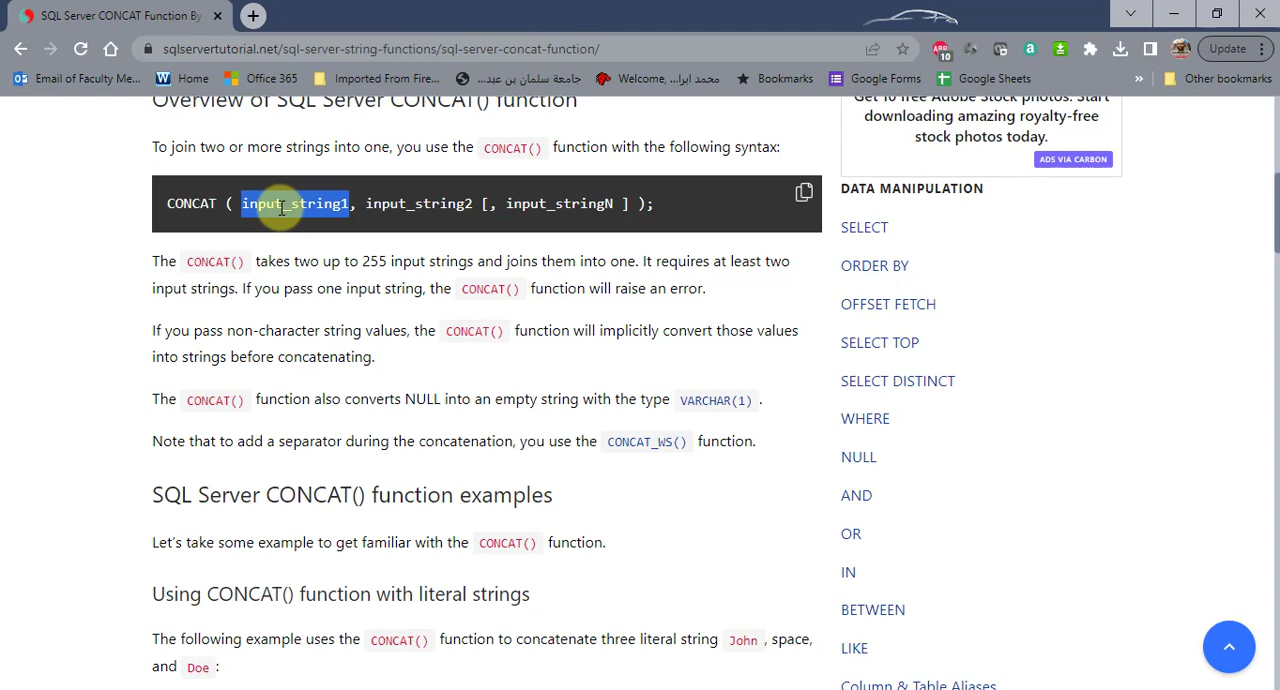 SQL Server CONCAT Function By
sqlservertutorial.net/sql-server-string-functions/sql-server-concat-function/
10
Update
Email of Faculty Me...
Home
Office 365
Imported From Fire...
جامعة سلمان بن عبد...
Welcome, محمد ابرا...
Bookmarks
Google Forms
Google Sheets
»
Other bookmarks
Overview of SQL Server CONCAT() function
To join two or more strings into one, you use the CONCAT() function with the following syntax:
CONCAT ( input_string1, input_string2 [, input_stringN ] );
The CONCAT() takes two up to 255 input strings and joins them into one. It requires at least two
input strings. If you pass one input string, the CONCAT() function will raise an error.
If you pass non-character string values, the CONCAT() function will implicitly convert those values
into strings before concatenating.
The CONCAT() function also converts NULL into an empty string with the type VARCHAR(1) .
Note that to add a separator during the concatenation, you use the CONCAT_WS() function.
SQL Server CONCAT() function examples
Let's take some example to get familiar with the CONCAT() function.
Using CONCAT() function with literal strings
The following example uses the CONCAT() function to concatenate three literal string John , space,
and Doe :
Get 10 free Adobe Stock photos. Start
downloading amazing royalty-free
stock photos today.
ADS VIA CARBON
DATA MANIPULATION
SELECT
ORDER BY
OFFSET FETCH
SELECT TOP
SELECT DISTINCT
WHERE
NULL
AND
OR
IN
BETWEEN
LIKE
Column & Table Aliases